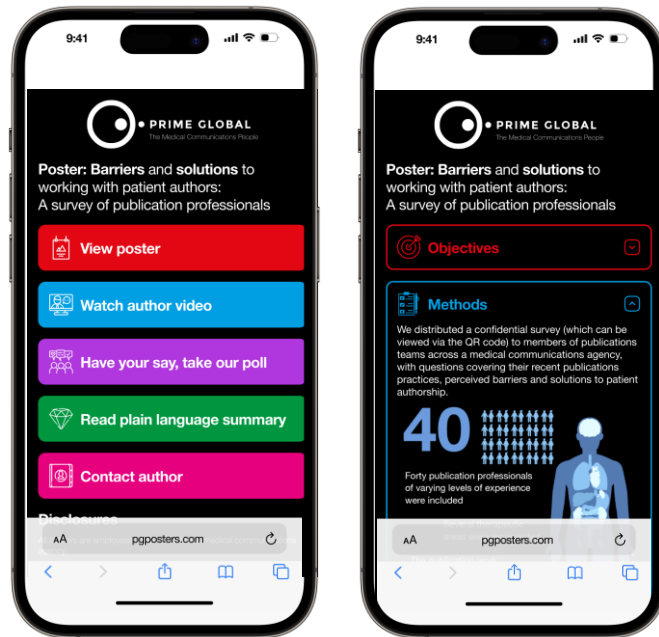 9:41
PRIME GLOBAL
The Medical Communications People
Poster: Barriers and solutions to
working with patient authors:
A survey of publication professionals
View poster
Watch author video
Have your say, take our poll
Read plain language summary
Contact author
Disclosures
AA
pgposters.com
9:41
PRIME GLOBAL
The Medical Communications People
Poster: Barriers and solutions to
working with patient authors:
A survey of publication professionals
Objectives
Methods
We distributed a confidential survey (which can be
viewed via the QR code) to members of publications
teams across a medical communications agency,
with questions covering their recent publications
practices, perceived barriers and solutions to patient
authorship.
40
Forty publication professionals
of varying levels of experience
were included
AA
pgposters.com